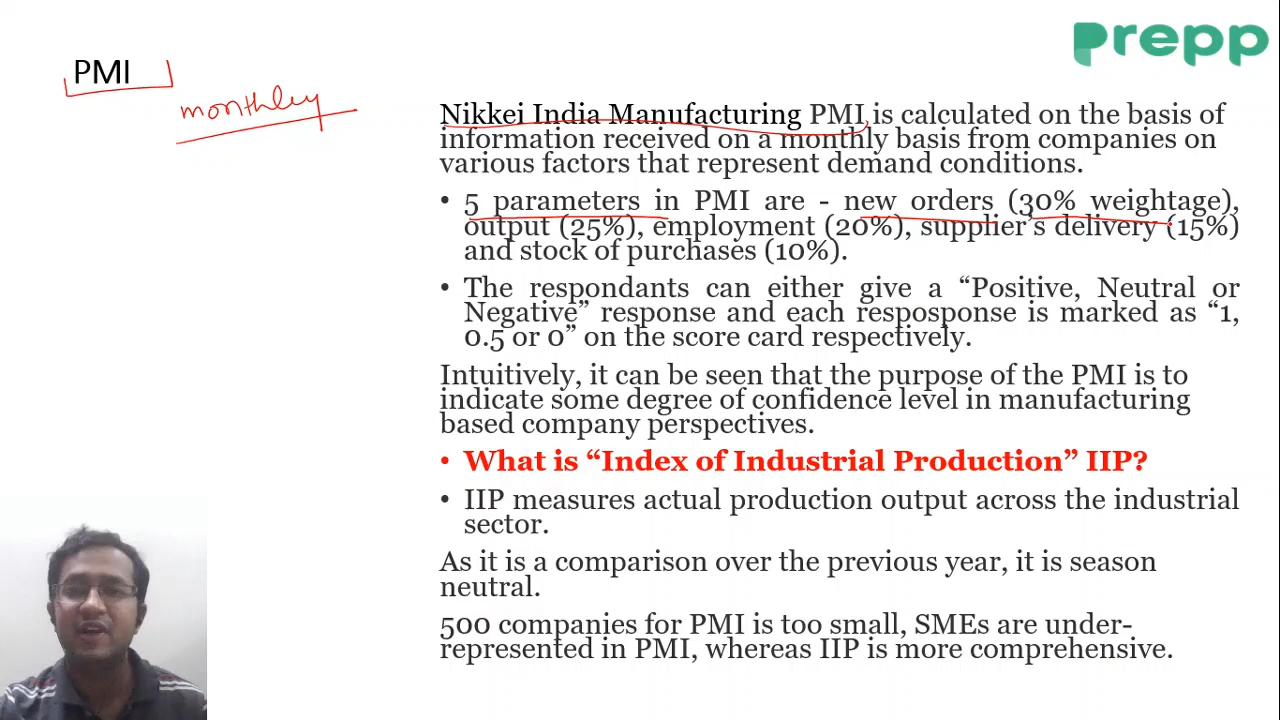 prepp
PMI
monthly
Nikkei India Manufacturing PMI is calculated on the basis of
information received on a monthly basis from companies on
various factors that represent demand conditions.
• 5 parameters in PMI are - new orders (30% weightage),
output (25%), employment (20%), supplier's delivery (15%)
and stock of purchases (10%).
• The respondants can either give a “Positive, Neutral or
Negative” response and each resposponse is marked as “1,
0.5 or 0” on the score card respectively.
Intuitively, it can be seen that the purpose of the PMI is to
indicate some degree of confidence level in manufacturing
based company perspectives.
• What is “Index of Industrial Production” IIP?
• IIP measures actual production output across the industrial
sector.
As it is a comparison over the previous year, it is season
neutral.
500 companies for PMI is too small, SMEs are under-
represented in PMI, whereas IIP is more comprehensive.